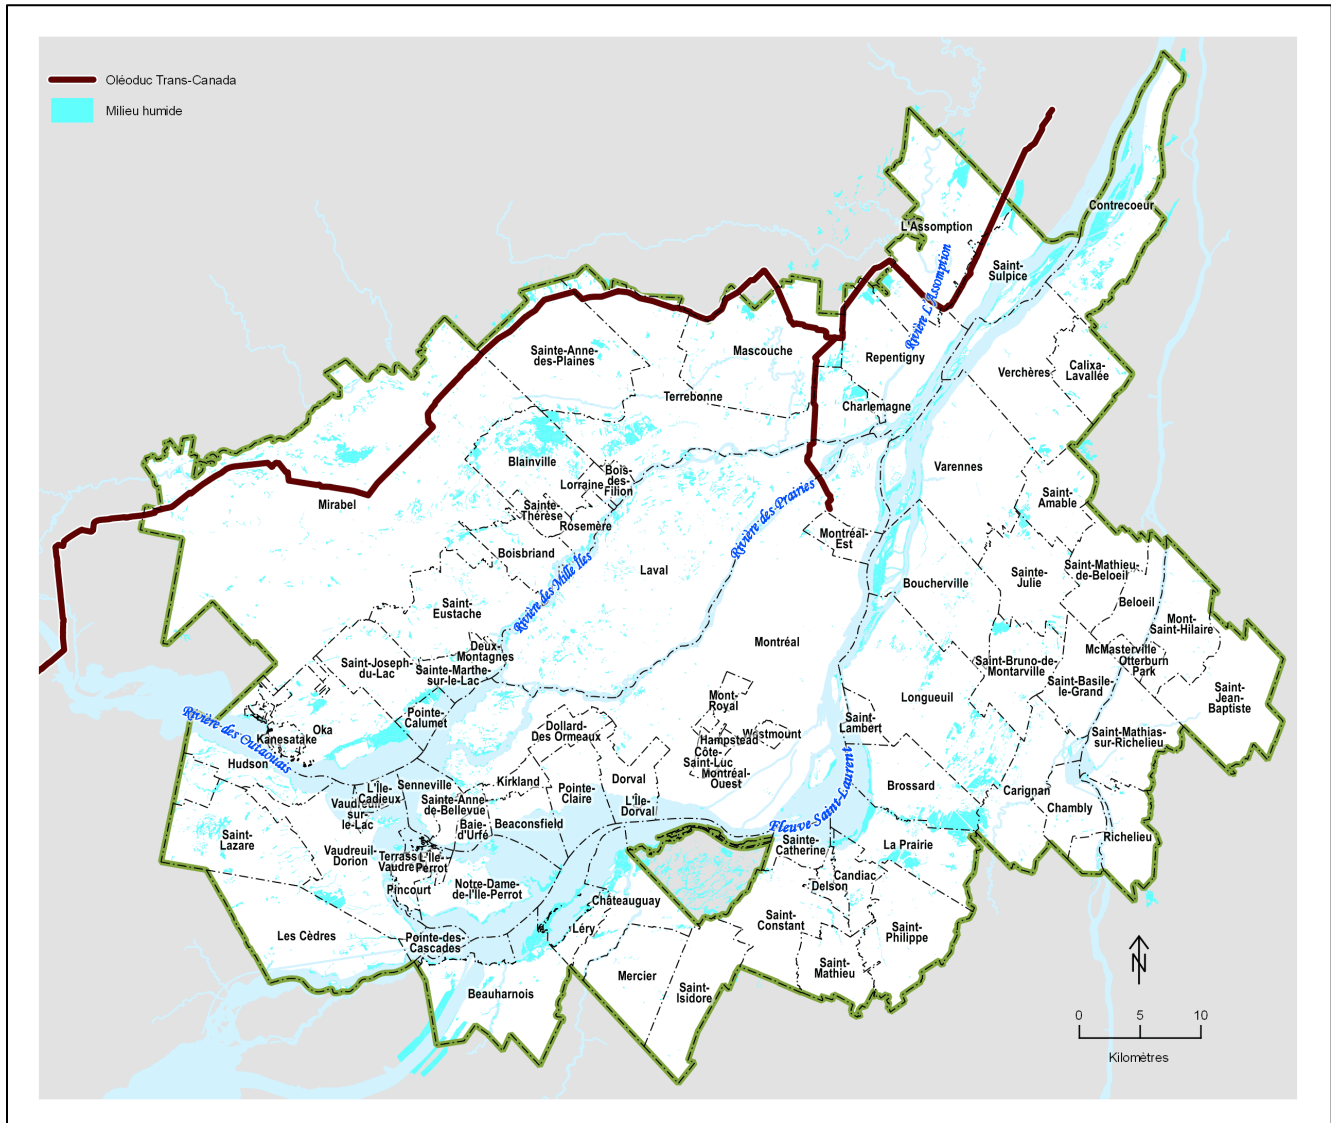 Oléoduc Trans-Canada
Milieu humide
Contrecoeur
L'Assomption
Saint-
Sulpice
Rivière L'Assomption
Sainte-Anne-
des-Plaines
Mascouche
Repentigny
Verchères
Calixa-
Lavallée
Terrebonne
Charlemagne
Blainville
Bois-
des-
Filion
Lorraine
Varennes
Mirabel
Sainte-
Thérèse
Rosemère
Rivière des Prairies
Saint-
Amable
Montréal-
Est
Boisbriand
Rivière des Mille Îles
Laval
Boucherville
Sainte-
Julie
Saint-Mathieu-
de-Beloeil
Beloeil
Saint-
Eustache
Mont-
Saint-Hilaire
Deux-
Montagnes
Montréal
Saint-Joseph-
du-Lac
Sainte-Marthe-
sur-le-Lac
McMasterville
Otterburn
Park
Saint-Bruno-de-
Montarville
Saint-Basile-
le-Grand
Saint-
Jean-
Baptiste
Mont-
Royal
Longueuil
Pointe-
Calumet
Rivière des Outaouais
Oka
Kanesatake
Dollard-
Des Ormeaux
Saint-
Lambert
Westmount
Hampstead
Côte-
Saint-Luc
Montréal-
Ouest
Saint-Mathias-
sur-Richelieu
Hudson
Kirkland
Dorval
Senneville
L'Île-
Cadieux
Pointe-
Claire
Brossard
Carignan
Vaudreuil-
sur-
le-Lac
Sainte-Anne-
de-Bellevue
L'Île-
Dorval
Chambly
Baie-
d'Urfé
Beaconsfield
Fleuve Saint-Laurent
Saint-
Lazare
Richelieu
Sainte-
Catherine
La Prairie
Vaudreuil-
Dorion
Terrass
Vaudre
L'Île-
Perrot
Candiac
Delson
Pincourt
Notre-Dame-
de-l'Île-Perrot
Châteauguay
Saint-
Constant
Saint-
Philippe
Les Cèdres
Pointe-des-
Cascades
Léry
Saint-
Mathieu
Mercier
Saint-
Isidore
Beauharnois
N
0 5 10
Kilomètres